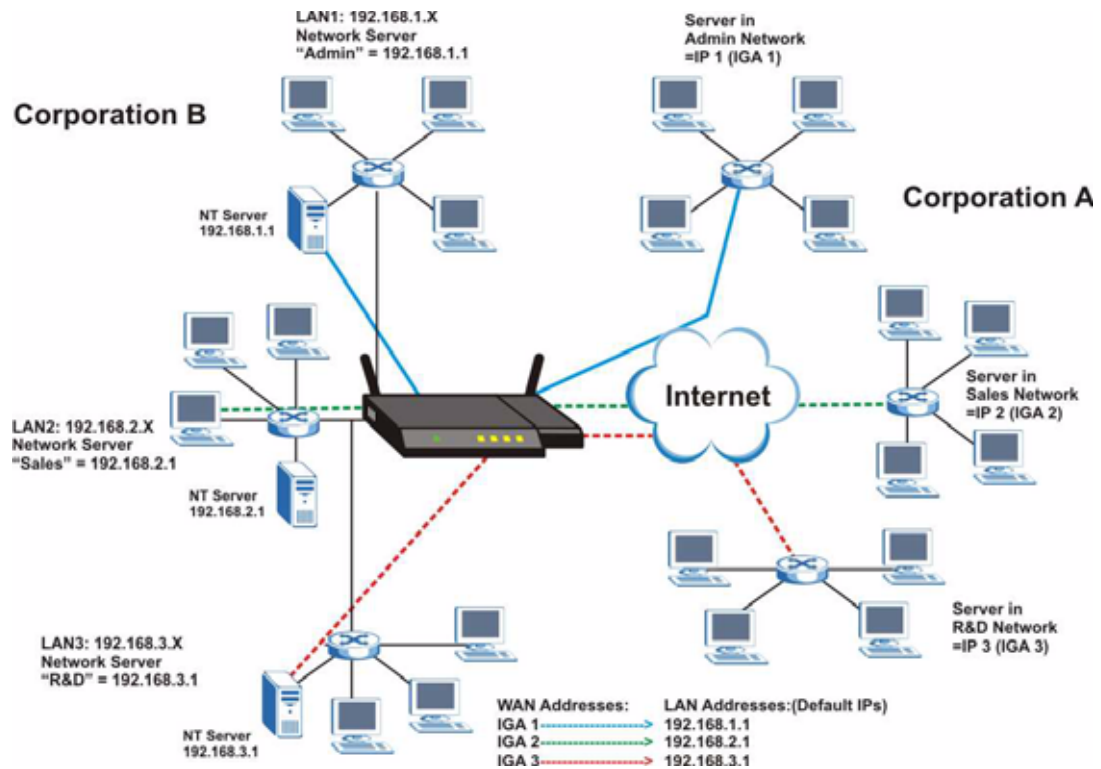 LAN1: 192.168.1.X
Network Server
“Admin” = 192.168.1.1
Server in
Admin Network
=IP 1 (IGA 1)
Corporation B
Corporation A
NT Server
192.168.1.1
Internet
Server in
Sales Network
=IP 2 (IGA 2)
LAN2: 192.168.2.X
Network Server
“Sales” = 192.168.2.1
NT Server
192.168.2.1
LAN3: 192.168.3.X
Network Server
“R&D” = 192.168.3.1
Server in
R&D Network
=IP 3 (IGA 3)
NT Server
192.168.3.1
WAN Addresses: LAN Addresses:(Default IPs)
IGA 1 192.168.1.1
IGA 2 192.168.2.1
IGA 3 192.168.3.1